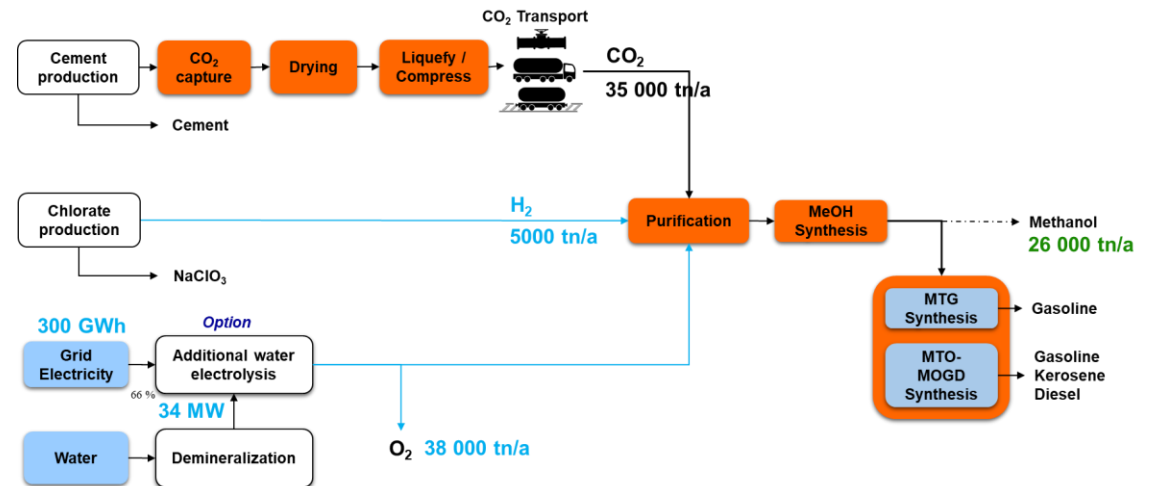 CO₂ Transport
Cement
production
CO₂
capture
Drying
Liquefy /
Compress
CO₂
35 000 tn/a
Cement
Chlorate
production
H₂
5000 tn/a
Purification
MeOH
Synthesis
Methanol
26 000 tn/a
NaClO₃
MTG
Synthesis
Gasoline
300 GWh
Option
Grid
Electricity
Additional water
electrolysis
MTO-
MOGD
Synthesis
Gasoline
Kerosene
Diesel
66 %
34 MW
O₂ 38 000 tn/a
Water
Demineralization